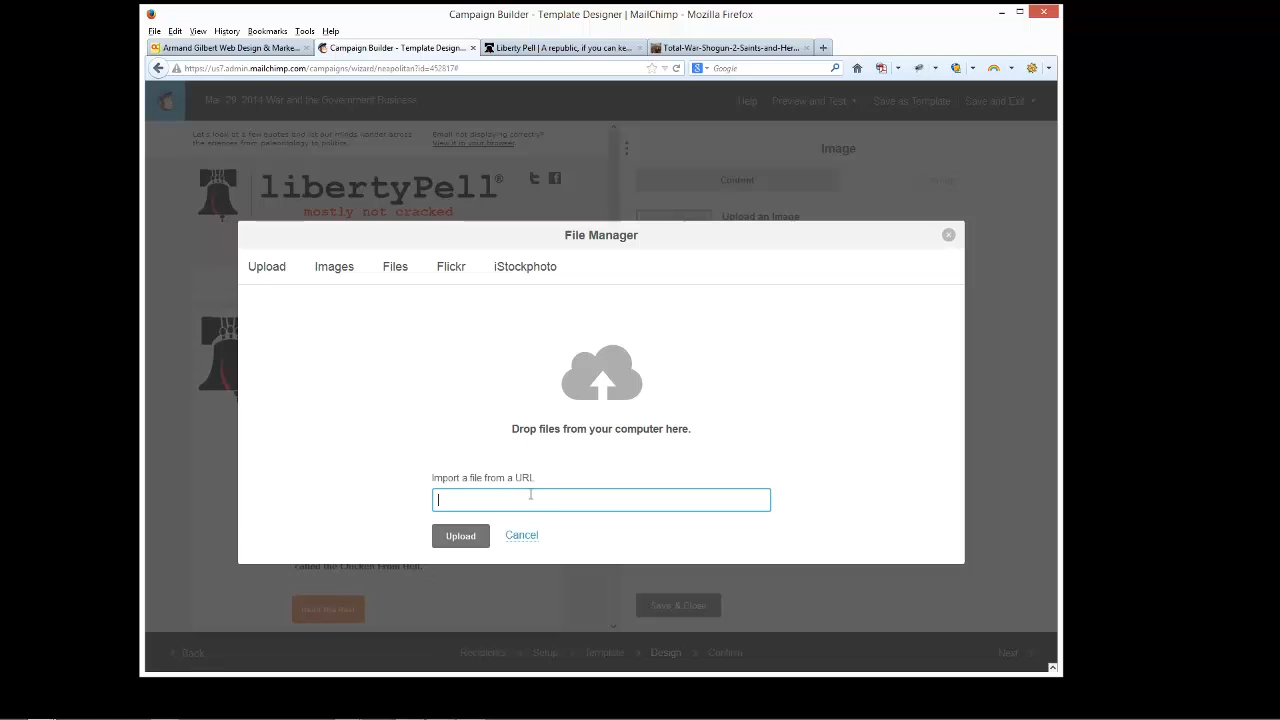 Campaign Builder - Template Designer | MailChimp - Mozilla Firefox
File Edit View History Bookmarks Tools Help
Armand Gilbert Web Design & Marke... Campaign Builder - Template Design... Liberty Pell | A republic, if you can ke... Total-War-Shogun-2-Saints-and-Her...
https://us7.admin.mailchimp.com/campaigns/wizard/neapolitan?id=452817# Google
Mar. 29, 2014 War and the Government Business Help Preview and Test Save as Template Save and Exit
Let's look at a few quotes and let our minds wander across
the sciences from paleontology to politics.
Email not displaying correctly?
View it in your browser
Image
Content
libertyPell®
mostly not cracked
Upload an Image
File Manager
Upload Images Files Flickr iStockphoto
Drop files from your computer here.
Import a file from a URL
Upload Cancel
called the Chicken From Hell.
Read the Rest
Save & Close
Back Recipients > Setup > Template > Design > Confirm Next